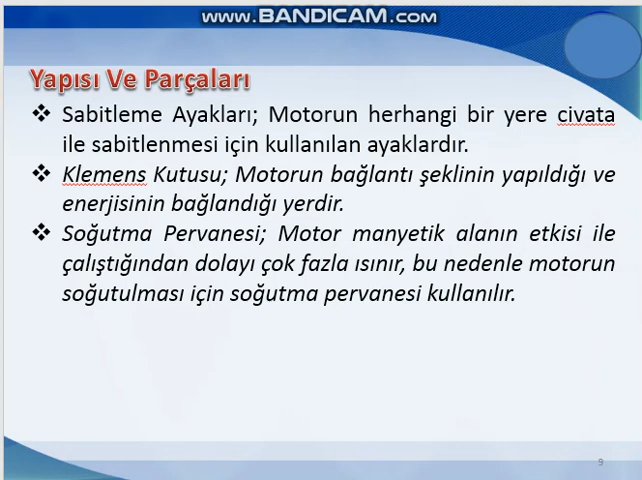 www.BANDICAM.com
Yapısı Ve Parçaları
❖ Sabitleme Ayakları; Motorun herhangi bir yere civata
ile sabitlenmesi için kullanılan ayaklardır.
❖ Klemens Kutusu; Motorun bağlantı şeklinin yapıldığı ve
enerjisinin bağlandığı yerdir.
❖ Soğutma Pervanesi; Motor manyetik alanın etkisi ile
çalıştığından dolayı çok fazla ısınır, bu nedenle motorun
soğutulması için soğutma pervanesi kullanılır.
9